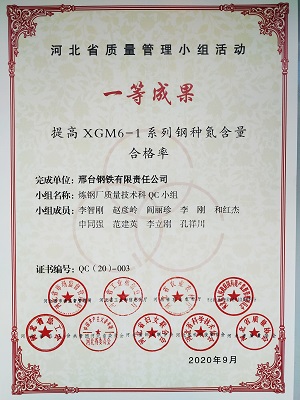 河北省质量管理小组活动
一等成果
提高XGM6-1系列钢种氮含量
合格率
完成单位：邢台钢铁有限责任公司
小组名称：炼钢厂质量技术科QC小组
小组成员：李智刚 赵彦岭 阎丽珍 李 刚 和红杰
申同强 范建英 李立刚 孔祥川
证书编号：QC（20）-003
2020年9月